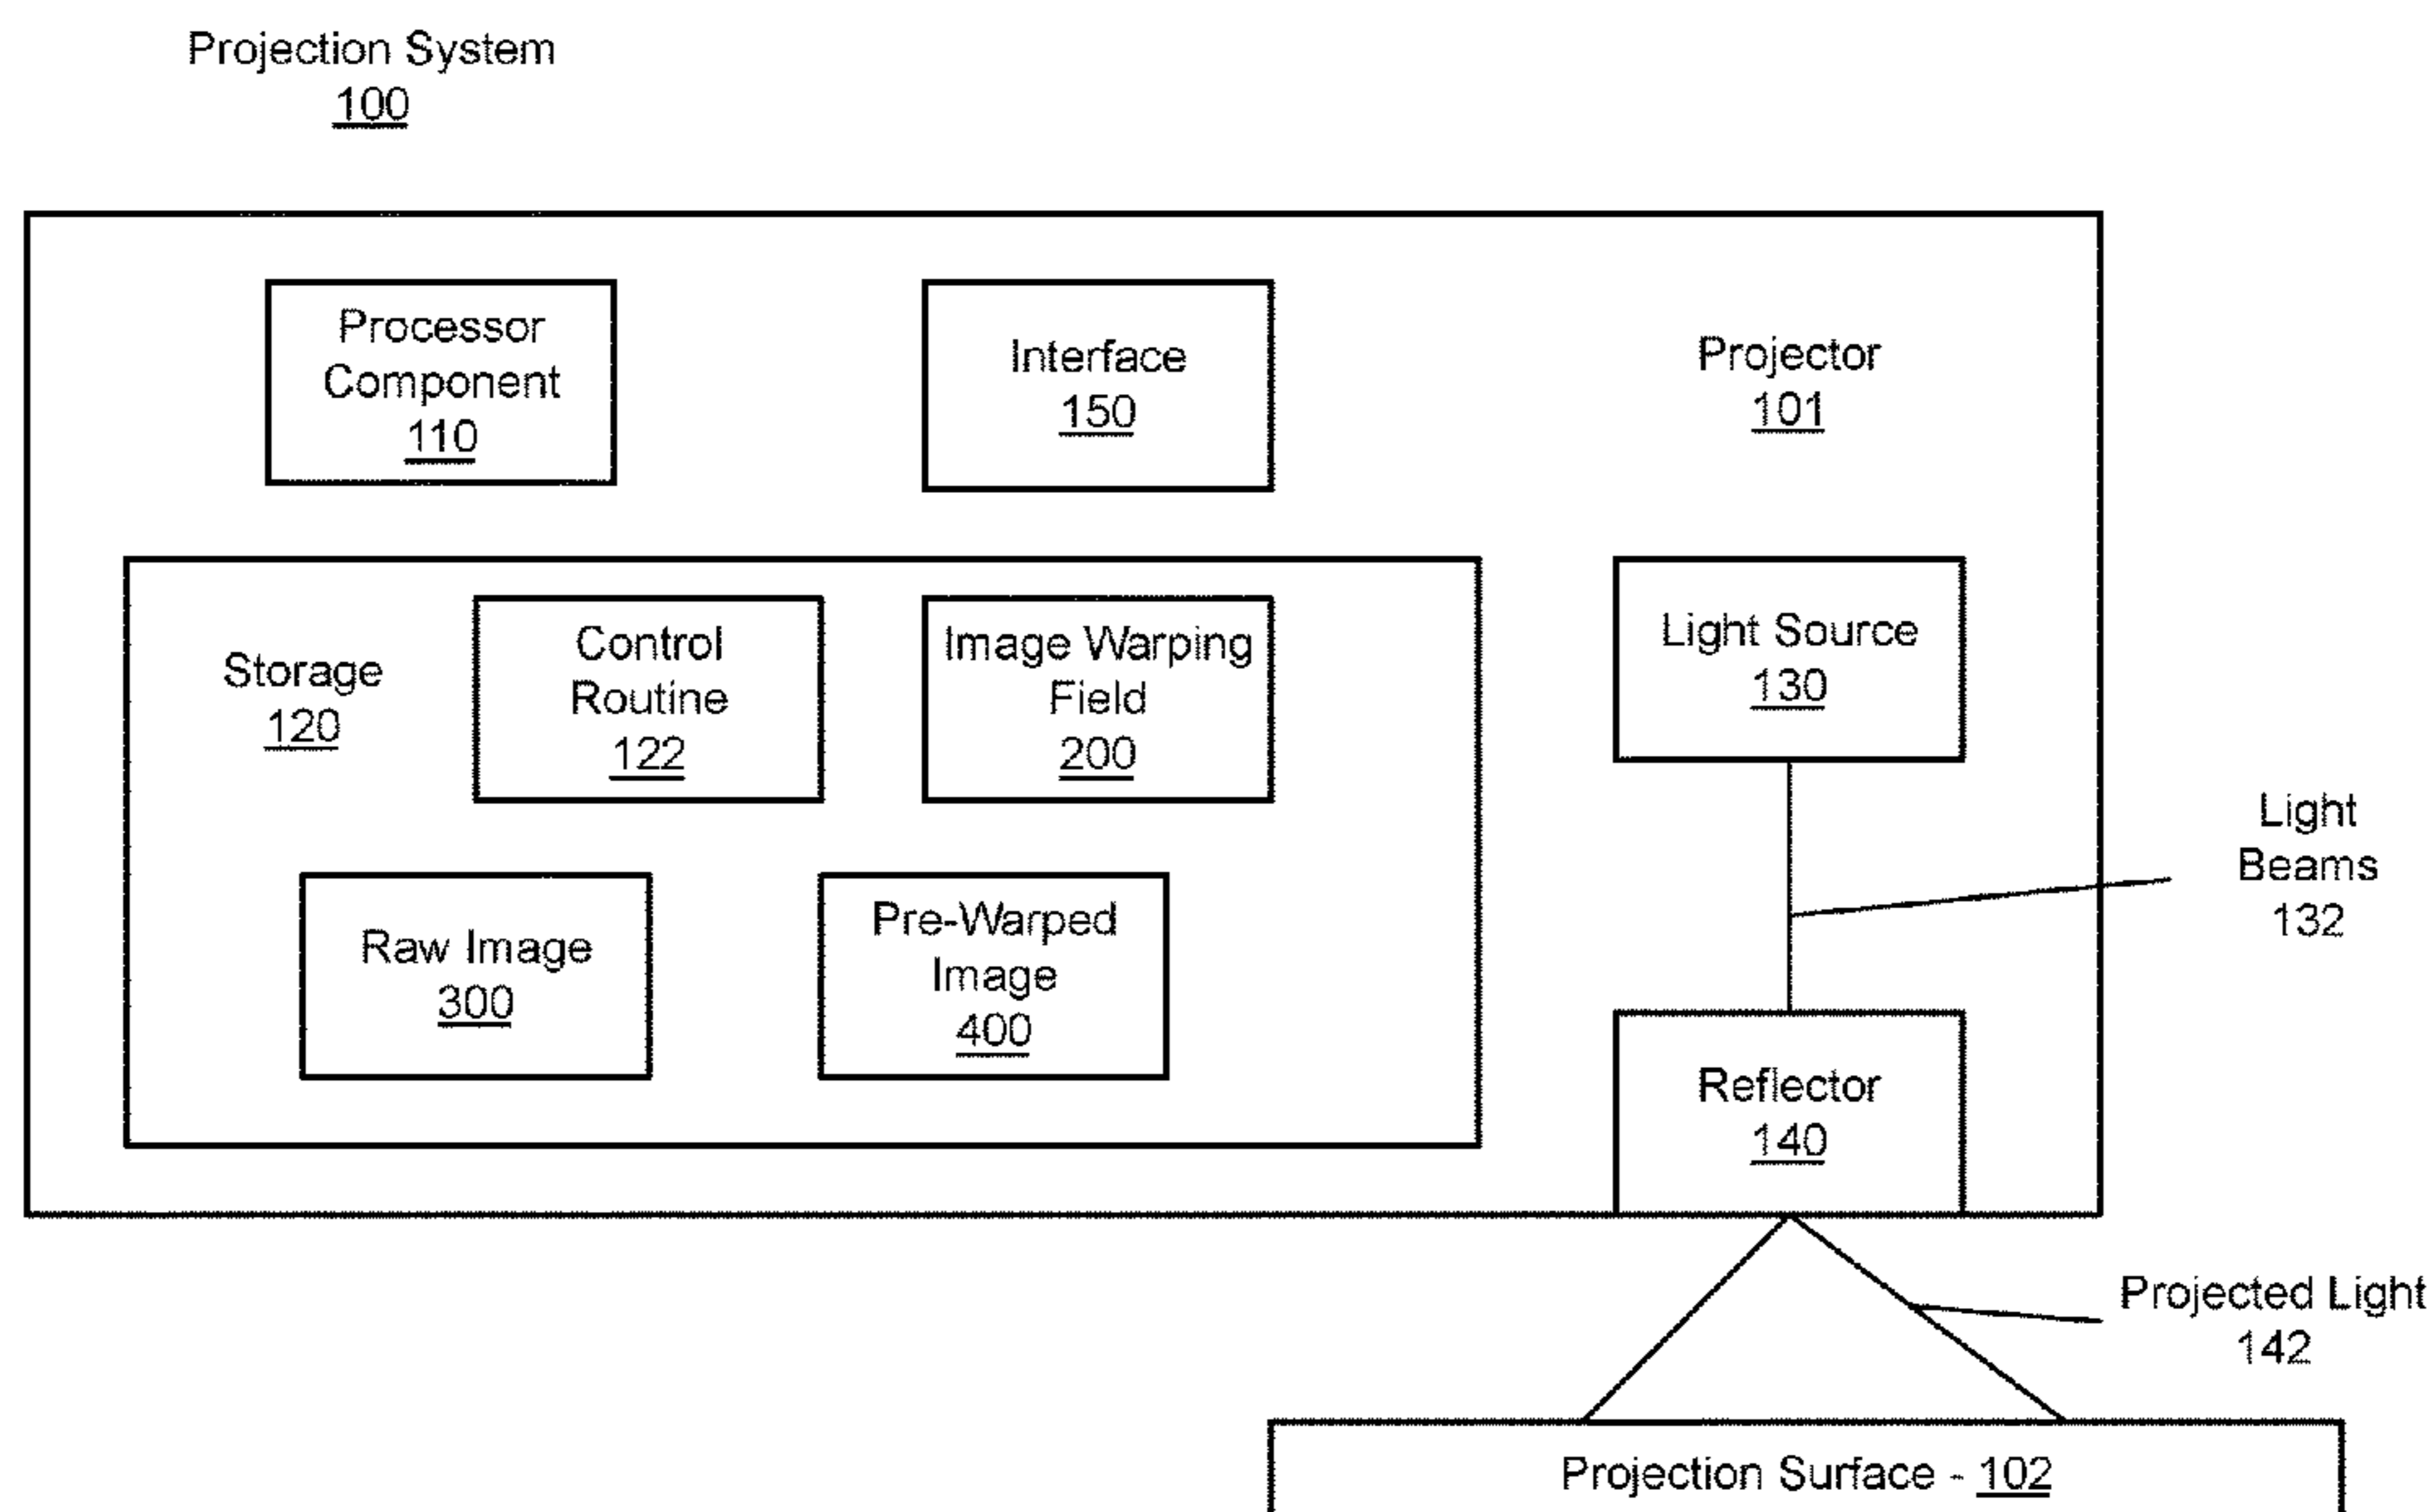 Projection System
100
Processor
Component
110
Interface
150
Projector
101
Storage
120
Control
Routine
122
Image Warping
Field
200
Light Source
130
Light
Beams
132
Raw Image
300
Pre-Warped
Image
400
Reflector
140
Projected Light
142
Projection Surface - 102